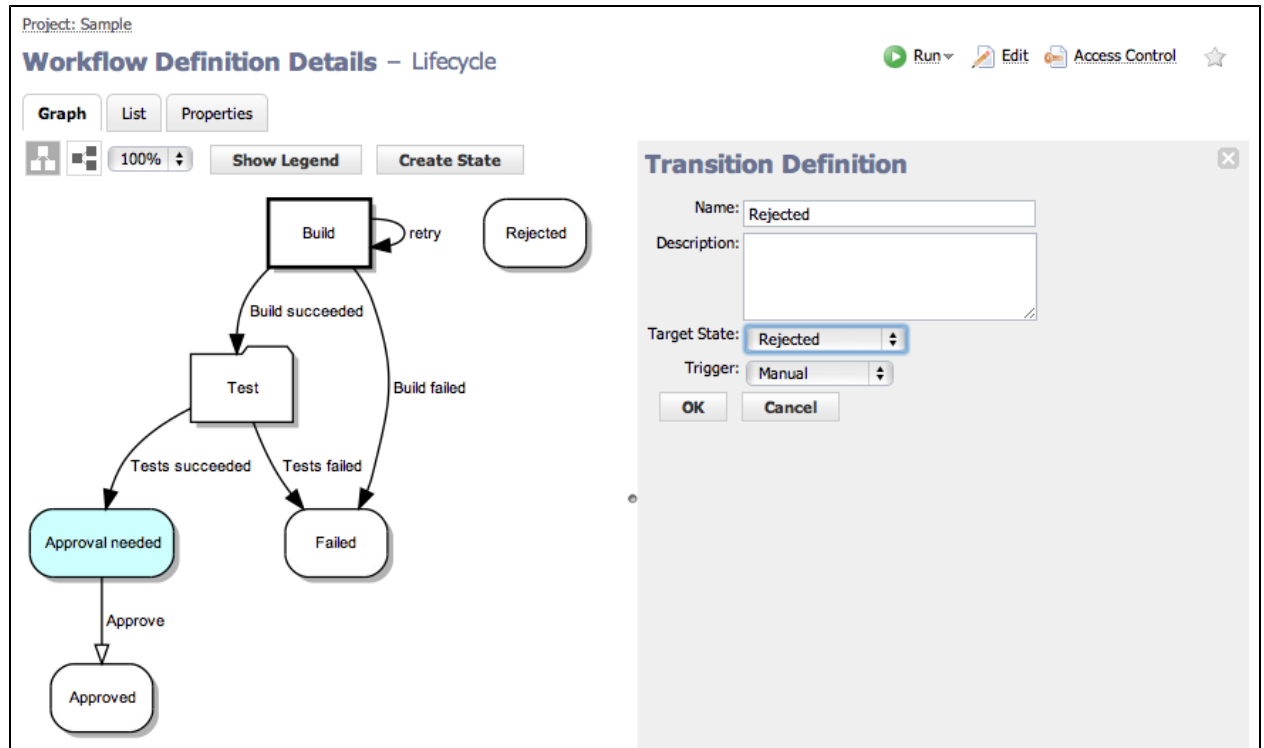 Project: Sample
Workflow Definition Details – Lifecycle
Run
Edit
Access Control
Graph
List
Properties
100%
Show Legend
Create State
Build
retry
Rejected
Build succeeded
Test
Build failed
Tests succeeded
Tests failed
Approval needed
Failed
Approve
Approved
Transition Definition
Name: Rejected
Description:
Target State: Rejected
Trigger: Manual
OK
Cancel